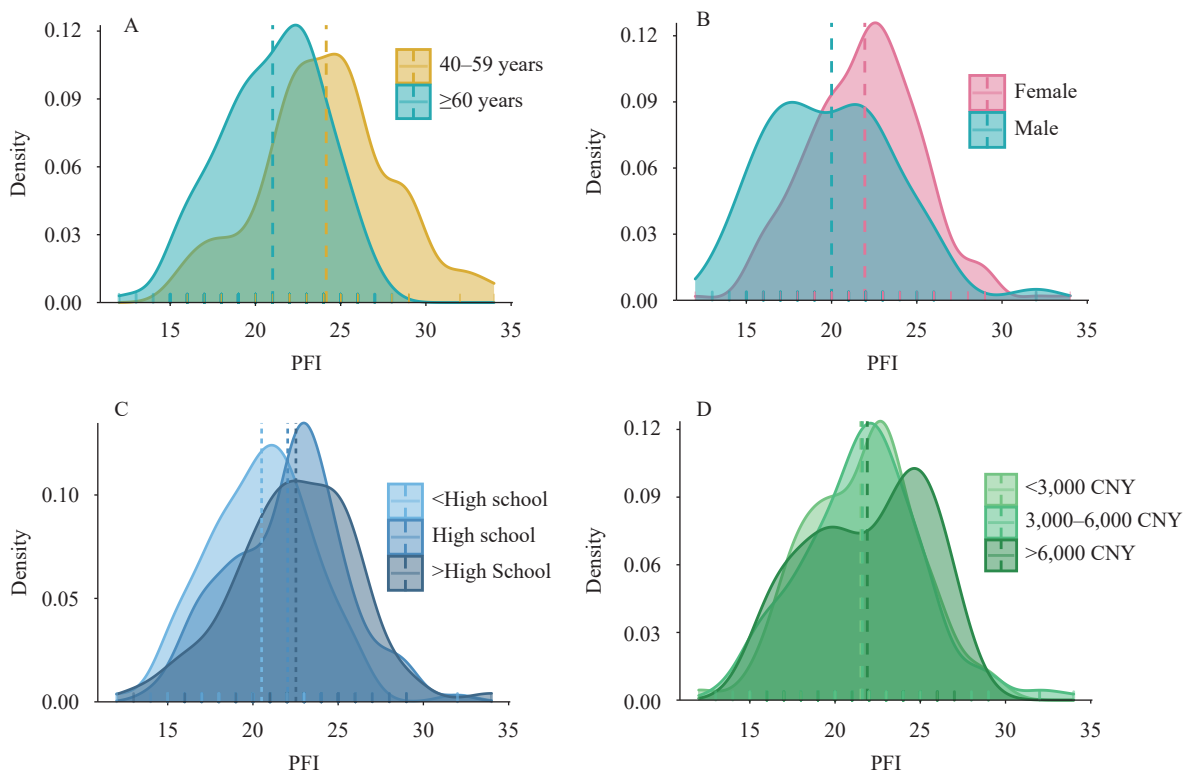 A
0.12
0.09
0.06
0.03
0.00
Density
15 20 25 30 35
PFI
40–59 years
≥60 years
B
0.12
0.09
0.06
0.03
0.00
Density
15 20 25 30 35
PFI
Female
Male
C
0.10
0.05
0.00
Density
15 20 25 30 35
PFI
<High school
High school
>High School
D
0.12
0.09
0.06
0.03
0.00
Density
15 20 25 30 35
PFI
<3,000 CNY
3,000–6,000 CNY
>6,000 CNY